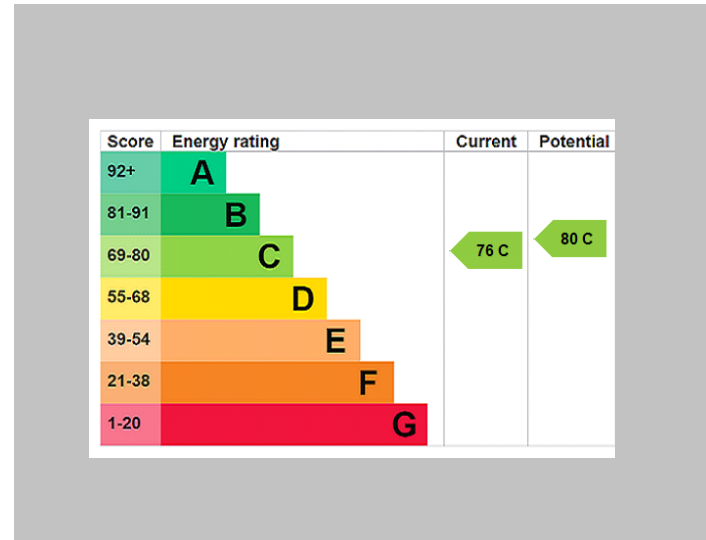 Score Energy rating Current Potential
92+ A
81-91 B
69-80 C 76 C 80 C
55-68 D
39-54 E
21-38 F
1-20 G